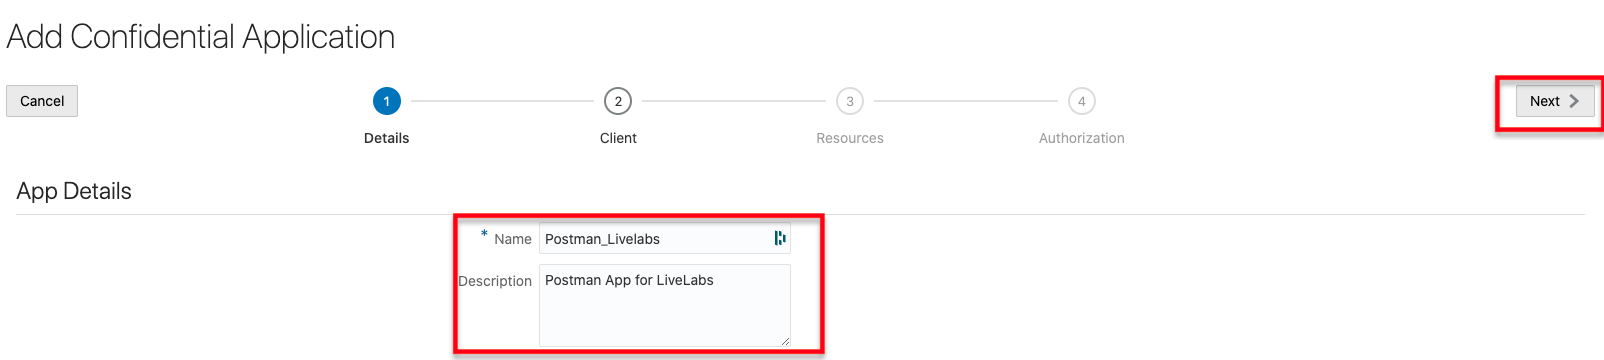 Add Confidential Application
Cancel
1
2
3
4
Next
Details
Client
Resources
Authorization
App Details
* Name Postman_Livelabs
Description Postman App for LiveLabs